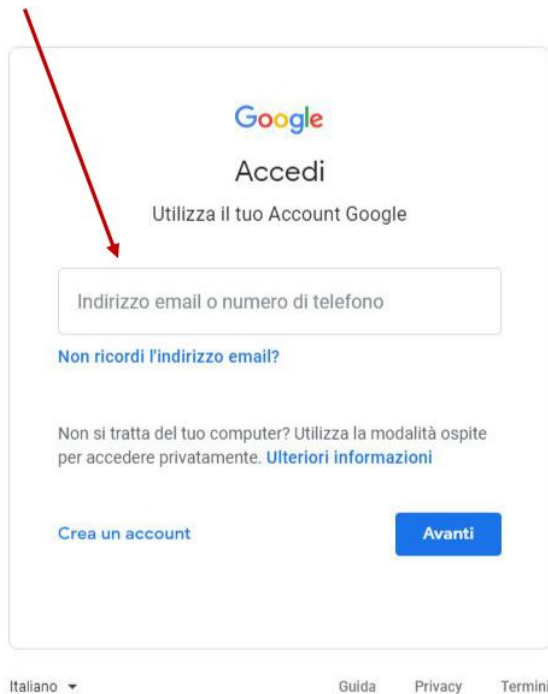 Google
Accedi
Utilizza il tuo Account Google
Indirizzo email o numero di telefono
Non ricordi l'indirizzo email?
Non si tratta del tuo computer? Utilizza la modalità ospite
per accedere privatamente. Ulteriori informazioni
Crea un account Avanti
Italiano Guida Privacy Termini